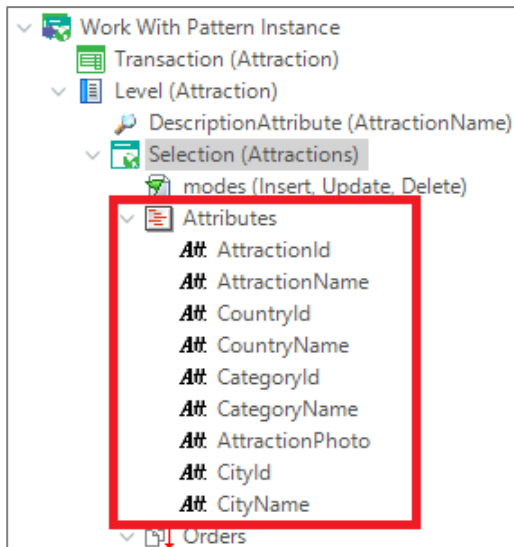 Work With Pattern Instance
Transaction (Attraction)
Level (Attraction)
DescriptionAttribute (AttractionName)
Selection (Attractions)
modes (Insert, Update, Delete)
Attributes
Att AttractionId
Att AttractionName
Att CountryId
Att CountryName
Att CategoryId
Att CategoryName
Att AttractionPhoto
Att CityId
Att CityName
Orders